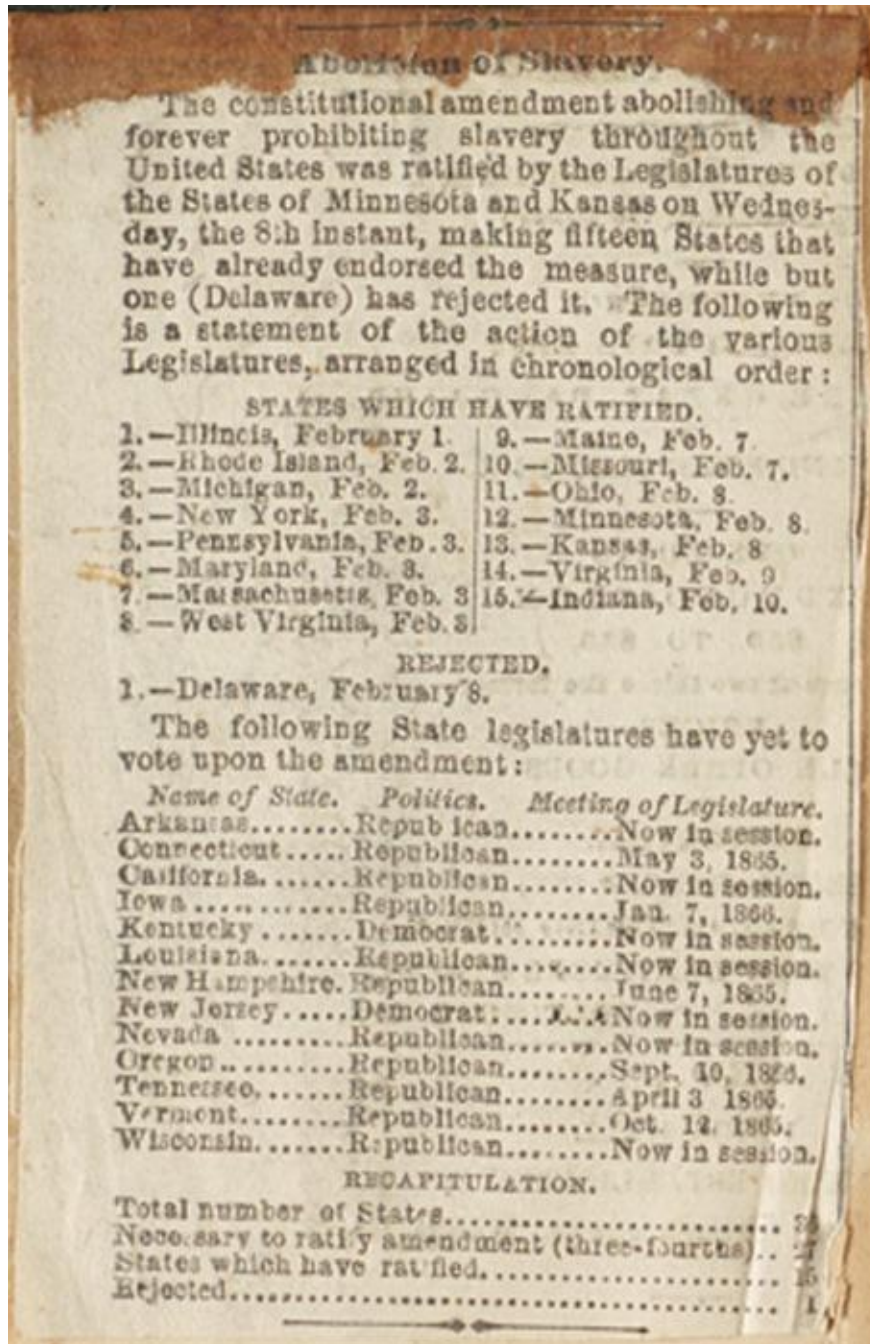 Abolition of Slavery.
The constitutional amendment abolishing and
forever prohibiting slavery throughout the
United States was ratified by the Legislatures of
the States of Minnesota and Kansas on Wednes-
day, the 8th instant, making fifteen States that
have already endorsed the measure, while but
one (Delaware) has rejected it. The following
is a statement of the action of the various
Legislatures, arranged in chronological order:
STATES WHICH HAVE RATIFIED.
1.—Illinois, February 1.
2.—Rhode Island, Feb. 2.
3.—Michigan, Feb. 2.
4.—New York, Feb. 3.
5.—Pennsylvania, Feb. 3.
6.—Maryland, Feb. 3.
7.—Massachusetts, Feb. 3
8.—West Virginia, Feb. 3
9.—Maine, Feb. 7.
10.—Missouri, Feb. 7.
11.—Ohio, Feb. 8.
12.—Minnesota, Feb. 8.
13.—Kansas, Feb. 8
14.—Virginia, Feb. 9
15.—Indiana, Feb. 10.
REJECTED.
1.—Delaware, February 8.
The following State legislatures have yet to
vote upon the amendment:
Name of State. Politics. Meeting of Legislature.
Arkansas........Repub ican........Now in session.
Connecticut.....Republican........May 3, 1865.
California.......Republican........Now in session.
Iowa............Republican........Jan. 7, 1866.
Kentucky.......Democrat.........Now in session.
Louisiana.......Republican........Now in session.
New Hampshire.Republican........June 7, 1865.
New Jersey.....Democrat.........Now in session.
Nevada.........Republican........Now in session.
Oregon.........Republican........Sept. 10, 1866.
Tennessee.......Republican........April 3 1865.
Vermont........Republican........Oct. 12, 1865.
Wisconsin.......Republican........Now in session.
RECAPITULATION.
Total number of States............................ 36
Necessary to ratify amendment (three-fourths).. 27
States which have ratified......................... 15
Rejected............................................ 1